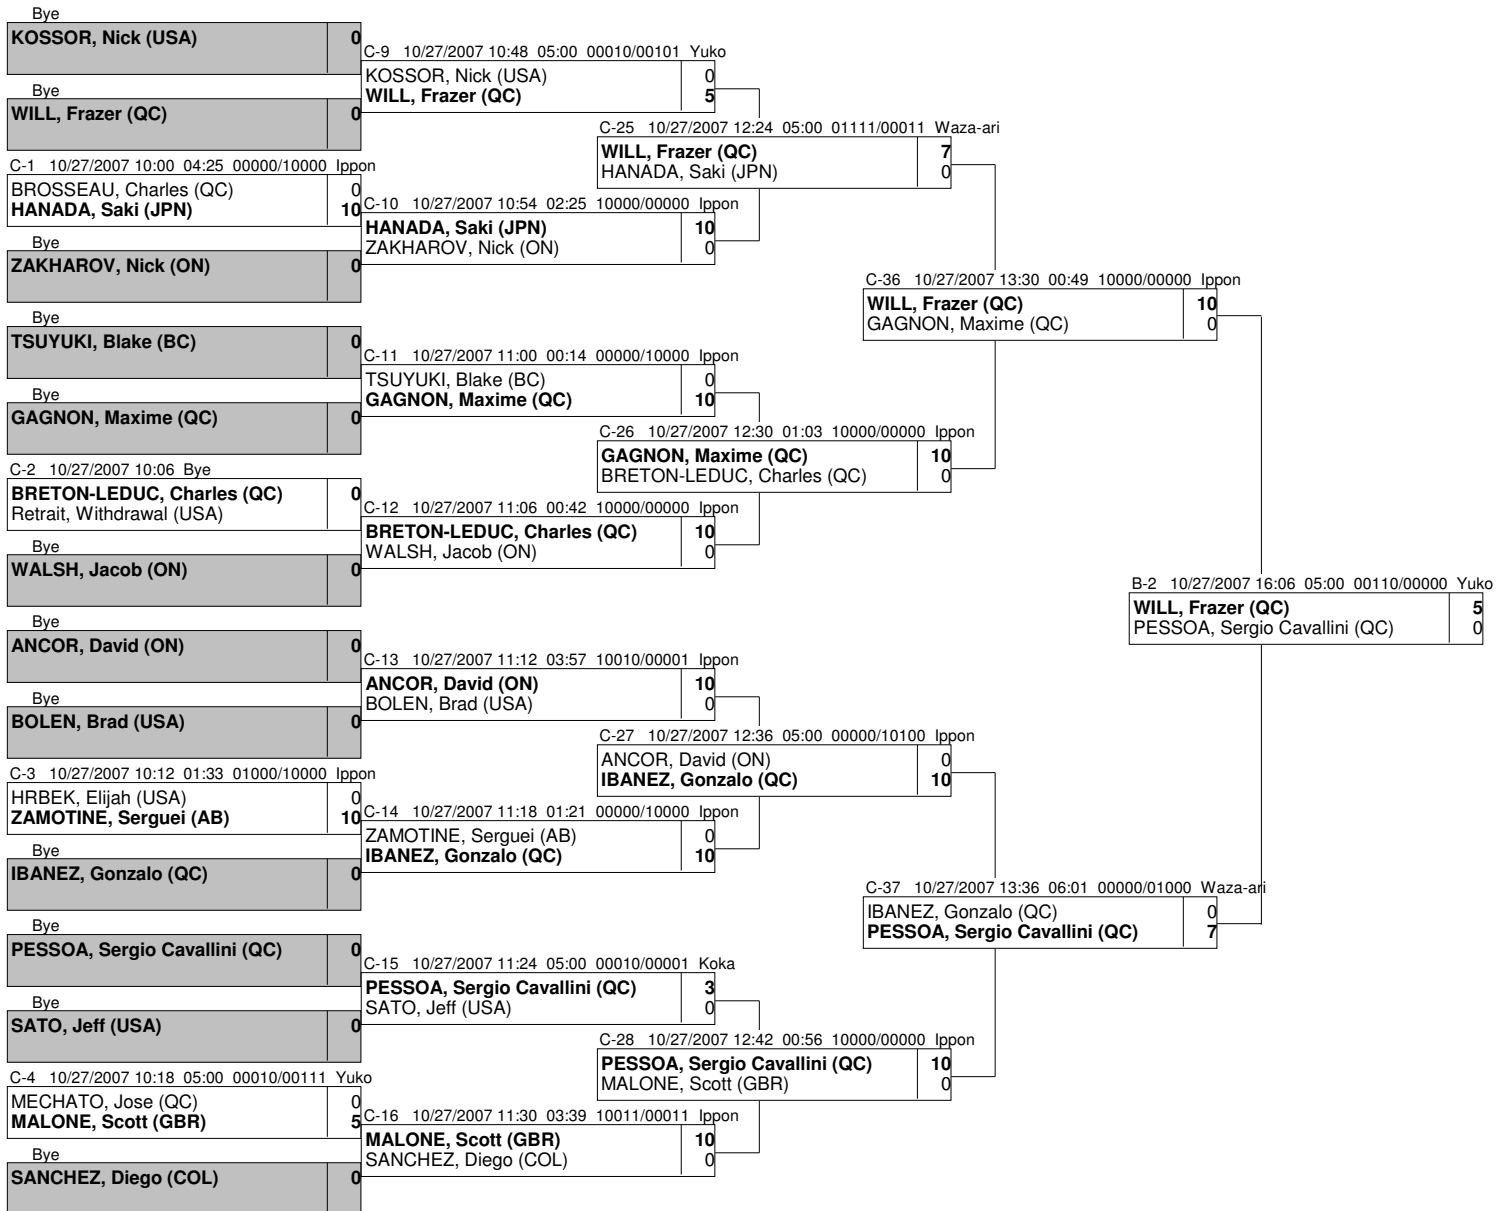 Bye
KOSSOR, Nick (USA) 0
Bye
WILL, Frazer (QC) 0
C-1 10/27/2007 10:00 04:25 00000/10000 Ippon
BROSSEAU, Charles (QC) 0
HANADA, Saki (JPN) 10
Bye
ZAKHAROV, Nick (ON) 0
Bye
TSUYUKI, Blake (BC) 0
Bye
GAGNON, Maxime (QC) 0
C-2 10/27/2007 10:06 Bye
BRETON-LEDUC, Charles (QC) 0
Retrait, Withdrawal (USA)
Bye
WALSH, Jacob (ON) 0
Bye
ANCOR, David (ON) 0
Bye
BOLEN, Brad (USA) 0
C-3 10/27/2007 10:12 01:33 01000/10000 Ippon
HRBEK, Elijah (USA) 0
ZAMOTINE, Serguei (AB) 10
Bye
IBANEZ, Gonzalo (QC) 0
Bye
PESSOA, Sergio Cavallini (QC) 0
Bye
SATO, Jeff (USA) 0
C-4 10/27/2007 10:18 05:00 00010/00111 Yuko
MECHATO, Jose (QC) 0
MALONE, Scott (GBR) 5
Bye
SANCHEZ, Diego (COL) 0
C-9 10/27/2007 10:48 05:00 00010/00101 Yuko
KOSSOR, Nick (USA) 0
WILL, Frazer (QC) 5
C-10 10/27/2007 10:54 02:25 10000/00000 Ippon
HANADA, Saki (JPN) 10
ZAKHAROV, Nick (ON) 0
C-11 10/27/2007 11:00 00:14 00000/10000 Ippon
TSUYUKI, Blake (BC) 0
GAGNON, Maxime (QC) 10
C-12 10/27/2007 11:06 00:42 10000/00000 Ippon
BRETON-LEDUC, Charles (QC) 10
WALSH, Jacob (ON) 0
C-13 10/27/2007 11:12 03:57 10010/00001 Ippon
ANCOR, David (ON) 10
BOLEN, Brad (USA) 0
C-14 10/27/2007 11:18 01:21 00000/10000 Ippon
ZAMOTINE, Serguei (AB) 0
IBANEZ, Gonzalo (QC) 10
C-15 10/27/2007 11:24 05:00 00010/00001 Koka
PESSOA, Sergio Cavallini (QC) 3
SATO, Jeff (USA) 0
C-16 10/27/2007 11:30 03:39 10011/00011 Ippon
MALONE, Scott (GBR) 10
SANCHEZ, Diego (COL) 0
C-25 10/27/2007 12:24 05:00 01111/00011 Waza-ari
WILL, Frazer (QC) 7
HANADA, Saki (JPN) 0
C-26 10/27/2007 12:30 01:03 10000/00000 Ippon
GAGNON, Maxime (QC) 10
BRETON-LEDUC, Charles (QC) 0
C-27 10/27/2007 12:36 05:00 00000/10100 Ippon
ANCOR, David (ON) 0
IBANEZ, Gonzalo (QC) 10
C-28 10/27/2007 12:42 00:56 10000/00000 Ippon
PESSOA, Sergio Cavallini (QC) 10
MALONE, Scott (GBR) 0
C-36 10/27/2007 13:30 00:49 10000/00000 Ippon
WILL, Frazer (QC) 10
GAGNON, Maxime (QC) 0
C-37 10/27/2007 13:36 06:01 00000/01000 Waza-ari
IBANEZ, Gonzalo (QC) 0
PESSOA, Sergio Cavallini (QC) 7
B-2 10/27/2007 16:06 05:00 00110/00000 Yuko
WILL, Frazer (QC) 5
PESSOA, Sergio Cavallini (QC) 0